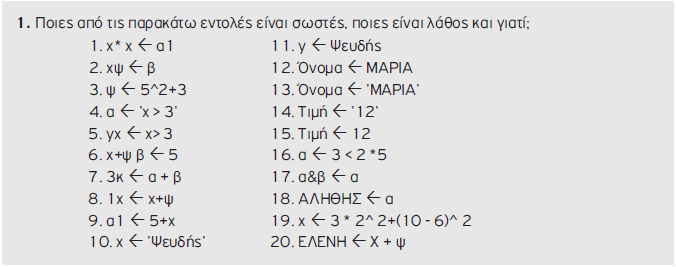 1. Ποιες από τις παρακάτω εντολές είναι σωστές, ποιες είναι λάθος και γιατί;
1. x* x ← α1
2. xψ ← β
3. ψ ← 5^2+3
4. α ← 'x > 3'
5. yx ← x> 3
6. x+ψ β ← 5
7. 3κ ← α + β
8. 1x ← x+ψ
9. α1 ← 5+x
10. x ← 'Ψευδής'
11. y ← Ψευδής
12. Όνομα ← ΜΑΡΙΑ
13. Όνομα ← 'ΜΑΡΙΑ'
14. Τιμή ← '12'
15. Τιμή ← 12
16. α ← 3 < 2 *5
17. α&β ← α
18. ΑΛΗΘΗΣ ← α
19. x ← 3 * 2^ 2+(10 - 6)^ 2
20. ΕΛΕΝΗ ← Χ + ψ